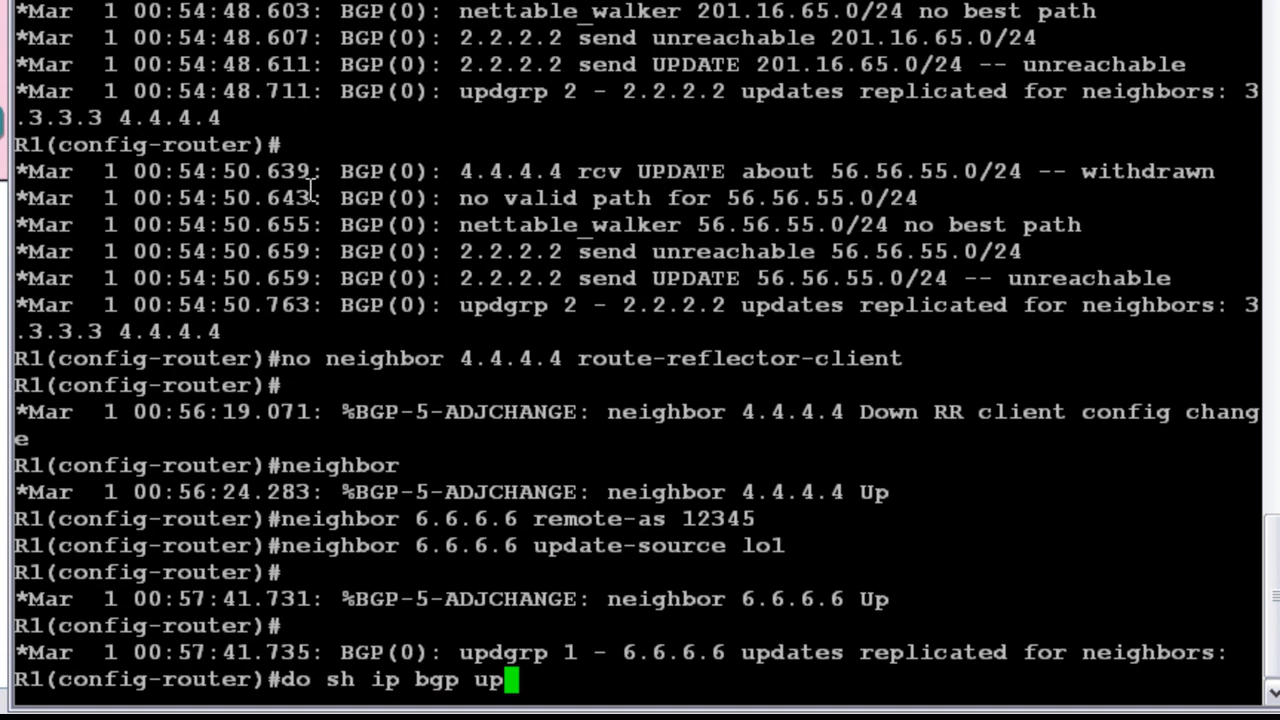 *Mar  1 00:54:48.603: BGP(0): nettable_walker 201.16.65.0/24 no best path
*Mar  1 00:54:48.607: BGP(0): 2.2.2.2 send unreachable 201.16.65.0/24
*Mar  1 00:54:48.611: BGP(0): 2.2.2.2 send UPDATE 201.16.65.0/24 -- unreachable
*Mar  1 00:54:48.711: BGP(0): updgrp 2 - 2.2.2.2 updates replicated for neighbors: 3
.3.3.3 4.4.4.4
R1(config-router)#
*Mar  1 00:54:50.639: BGP(0): 4.4.4.4 rcv UPDATE about 56.56.55.0/24 -- withdrawn
*Mar  1 00:54:50.643: BGP(0): no valid path for 56.56.55.0/24
*Mar  1 00:54:50.655: BGP(0): nettable_walker 56.56.55.0/24 no best path
*Mar  1 00:54:50.659: BGP(0): 2.2.2.2 send unreachable 56.56.55.0/24
*Mar  1 00:54:50.659: BGP(0): 2.2.2.2 send UPDATE 56.56.55.0/24 -- unreachable
*Mar  1 00:54:50.763: BGP(0): updgrp 2 - 2.2.2.2 updates replicated for neighbors: 3
.3.3.3 4.4.4.4
R1(config-router)#no neighbor 4.4.4.4 route-reflector-client
R1(config-router)#
*Mar  1 00:56:19.071: %BGP-5-ADJCHANGE: neighbor 4.4.4.4 Down RR client config chang
e
R1(config-router)#neighbor
*Mar  1 00:56:24.283: %BGP-5-ADJCHANGE: neighbor 4.4.4.4 Up
R1(config-router)#neighbor 6.6.6.6 remote-as 12345
R1(config-router)#neighbor 6.6.6.6 update-source lo1
R1(config-router)#
*Mar  1 00:57:41.731: %BGP-5-ADJCHANGE: neighbor 6.6.6.6 Up
R1(config-router)#
*Mar  1 00:57:41.735: BGP(0): updgrp 1 - 6.6.6.6 updates replicated for neighbors:
R1(config-router)#do sh ip bgp up